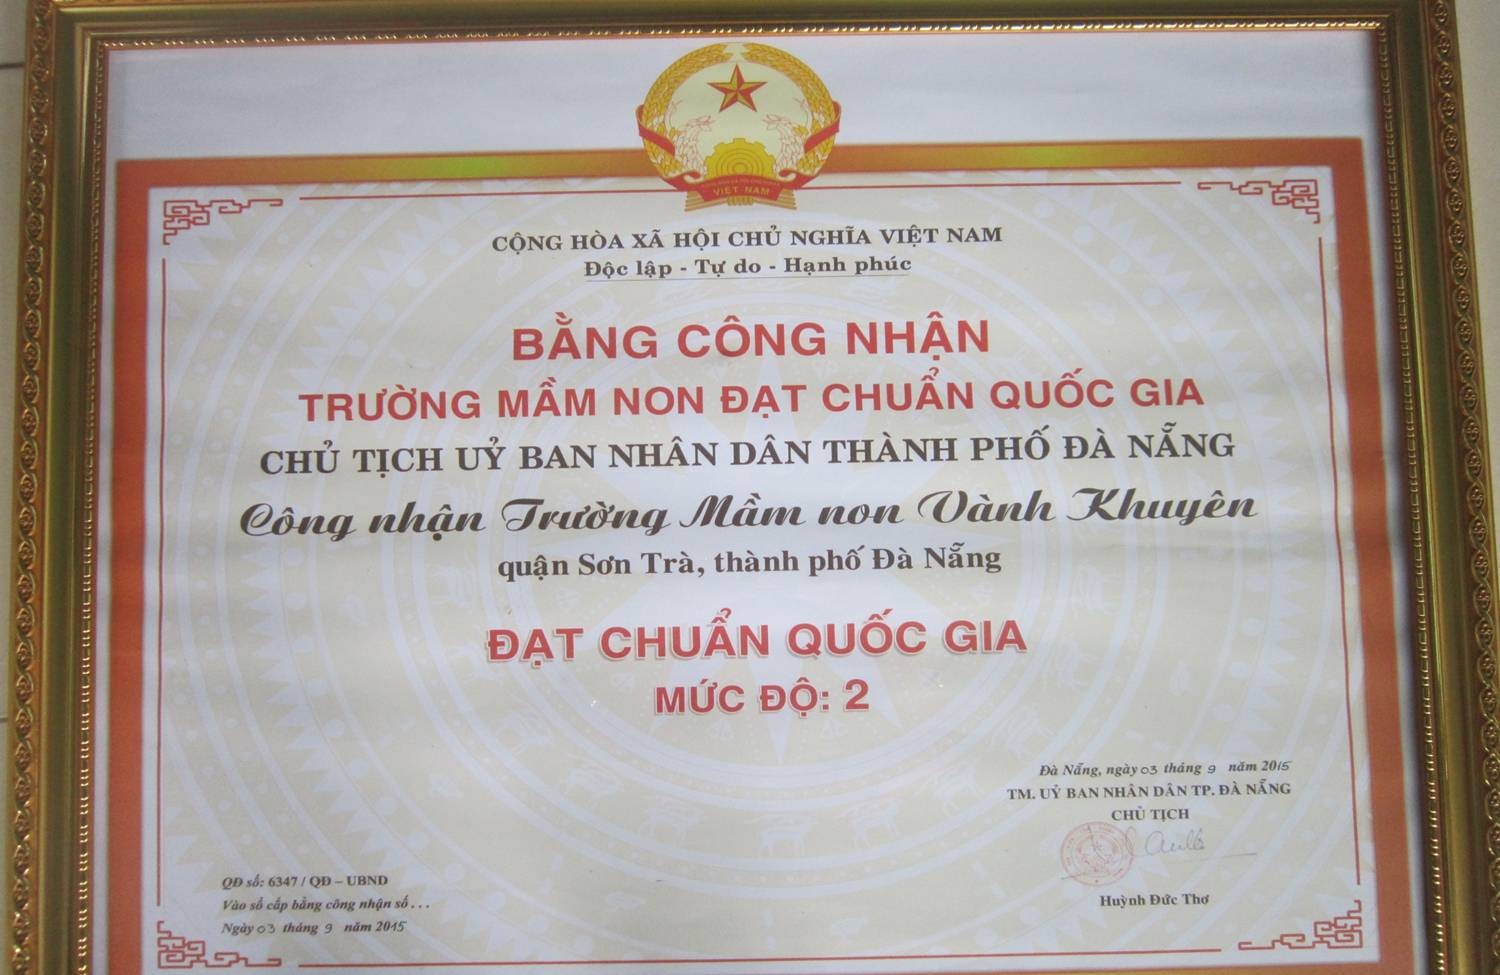 VIỆT NAM
CỘNG HÒA XÃ HỘI CHỦ NGHĨA VIỆT NAM
Độc lập - Tự do - Hạnh phúc
BẰNG CÔNG NHẬN
TRƯỜNG MẦM NON ĐẠT CHUẨN QUỐC GIA
CHỦ TỊCH UỶ BAN NHÂN DÂN THÀNH PHỐ ĐÀ NẴNG
Công nhận Trường Mầm non Vành Khuyên
quận Sơn Trà, thành phố Đà Nẵng
ĐẠT CHUẨN QUỐC GIA
MỨC ĐỘ: 2
Đà Nẵng, ngày 03 tháng 9 năm 2015
TM. UỶ BAN NHÂN DÂN TP. ĐÀ NẴNG
CHỦ TỊCH
Huỳnh Đức Thơ
QĐ số: 6347 / QĐ – UBND
Vào sổ cấp bằng công nhận số . . .
Ngày 03 tháng 9 năm 2015